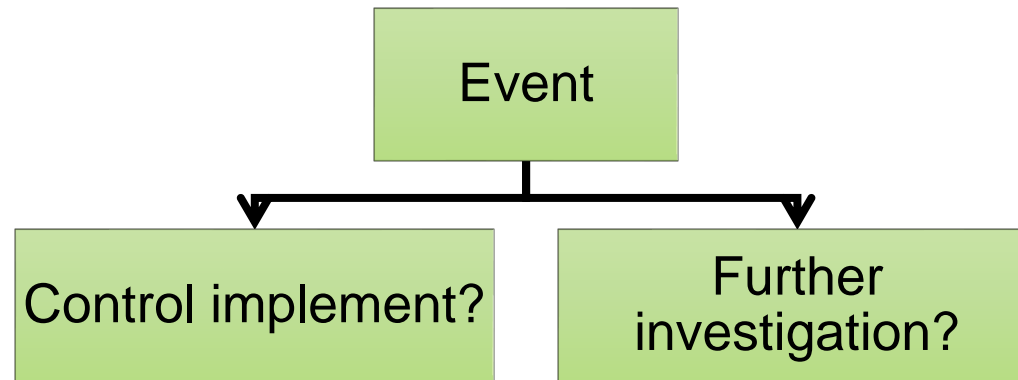 Event
Control implement?
Further
investigation?